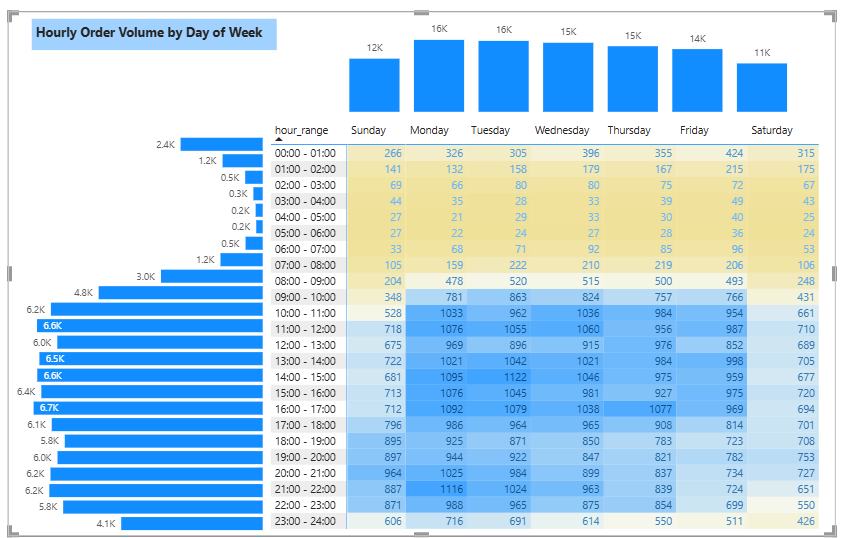 Hourly Order Volume by Day of Week
12K 16K 16K 15K 15K 14K 11K
hour_range Sunday Monday Tuesday Wednesday Thursday Friday Saturday
2.4K 00:00 - 01:00 266 326 305 396 355 424 315
1.2K 01:00 - 02:00 141 132 158 179 167 215 175
0.5K 02:00 - 03:00 69 66 80 80 75 72 67
0.3K 03:00 - 04:00 44 35 28 33 39 49 43
0.2K 04:00 - 05:00 27 21 29 33 30 40 25
0.2K 05:00 - 06:00 27 22 24 27 28 36 24
0.5K 06:00 - 07:00 33 68 71 92 85 96 53
1.2K 07:00 - 08:00 105 159 222 210 219 206 106
3.0K 08:00 - 09:00 204 478 520 515 500 493 248
4.8K 09:00 - 10:00 348 781 863 824 757 766 431
6.2K 10:00 - 11:00 528 1033 962 1036 984 954 661
6.6K 11:00 - 12:00 718 1076 1055 1060 956 987 710
6.0K 12:00 - 13:00 675 969 896 915 976 852 689
6.5K 13:00 - 14:00 722 1021 1042 1021 984 998 705
6.6K 14:00 - 15:00 681 1095 1122 1046 975 959 677
6.4K 15:00 - 16:00 713 1076 1045 981 927 975 720
6.7K 16:00 - 17:00 712 1092 1079 1038 1077 969 694
6.1K 17:00 - 18:00 796 986 964 965 908 814 701
5.8K 18:00 - 19:00 895 925 871 850 783 723 708
6.0K 19:00 - 20:00 897 944 922 847 821 782 753
6.2K 20:00 - 21:00 964 1025 984 899 837 734 727
6.2K 21:00 - 22:00 887 1116 1024 963 839 724 651
5.8K 22:00 - 23:00 871 988 965 875 854 699 550
4.1K 23:00 - 24:00 606 716 691 614 550 511 426